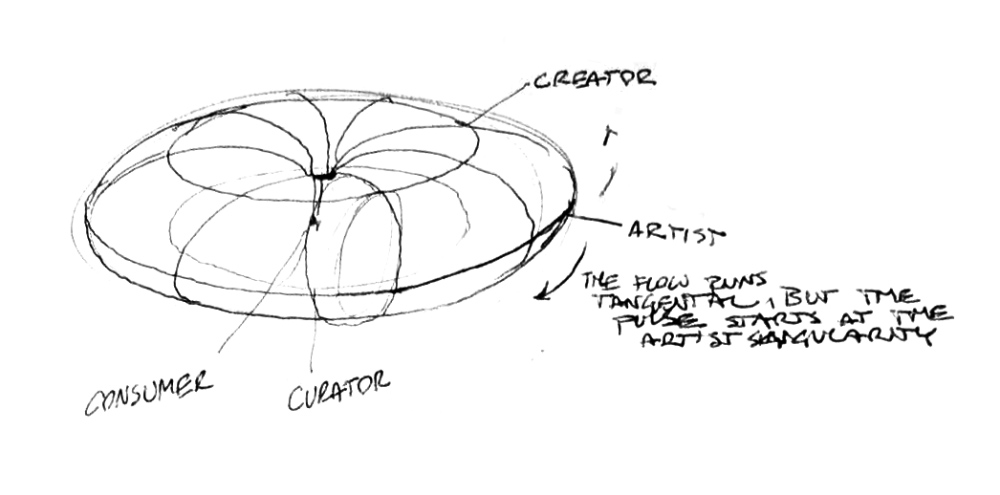 CREATOR
ARTIST
THE FLOW RUNS
TANGENTAL, BUT THE
PULSE STARTS AT THE
ARTIST SINGULARITY
CONSUMER
CURATOR